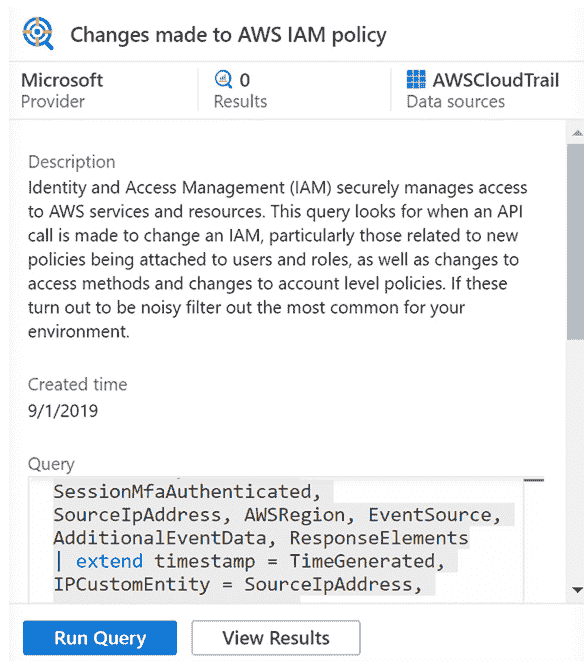 Changes made to AWS IAM policy
Microsoft
Provider
0
Results
AWSCloudTrail
Data sources
Description
Identity and Access Management (IAM) securely manages access
to AWS services and resources. This query looks for when an API
call is made to change an IAM, particularly those related to new
policies being attached to users and roles, as well as changes to
access methods and changes to account level policies. If these
turn out to be noisy filter out the most common for your
environment.
Created time
9/1/2019
Query
SessionMfaAuthenticated,
SourceIpAddress, AWSRegion, EventSource,
AdditionalEventData, ResponseElements
| extend timestamp = TimeGenerated,
IPCustomEntity = SourceIpAddress,
Run Query
View Results